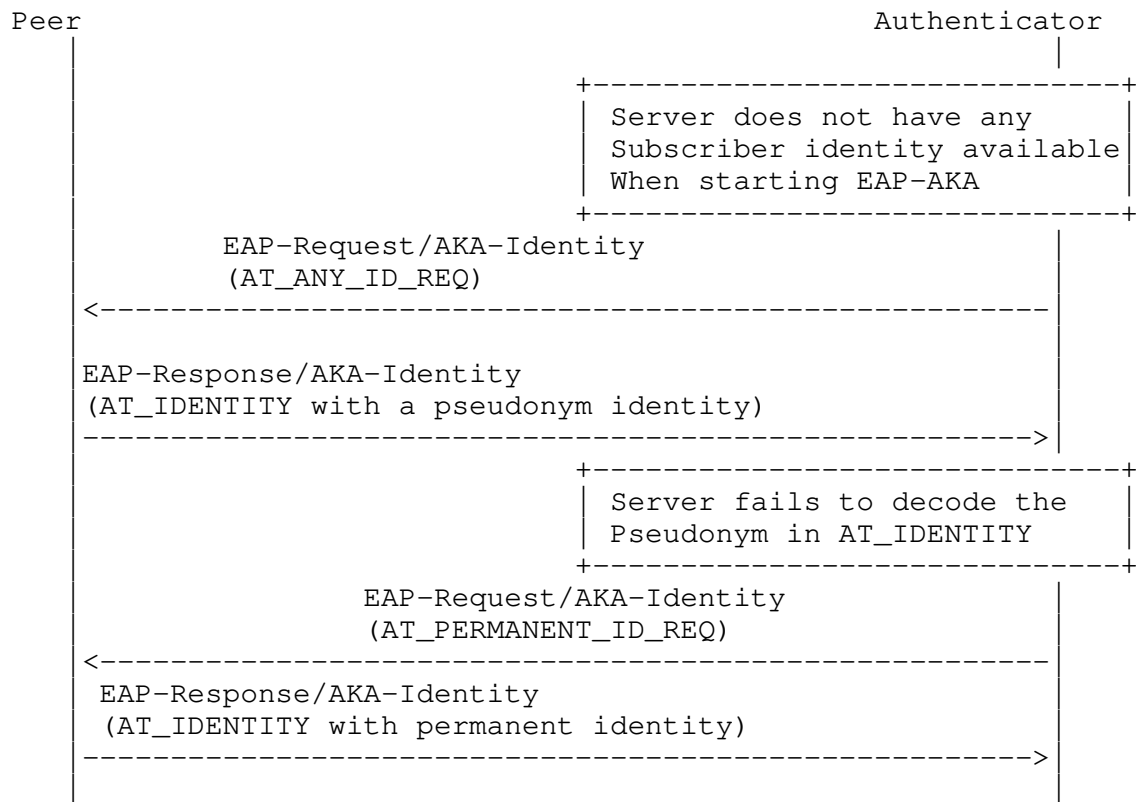 Peer Authenticator
Server does not have any
Subscriber identity available
When starting EAP-AKA
EAP-Request/AKA-Identity
(AT_ANY_ID_REQ)
EAP-Response/AKA-Identity
(AT_IDENTITY with a pseudonym identity)
Server fails to decode the
Pseudonym in AT_IDENTITY
EAP-Request/AKA-Identity
(AT_PERMANENT_ID_REQ)
EAP-Response/AKA-Identity
(AT_IDENTITY with permanent identity)